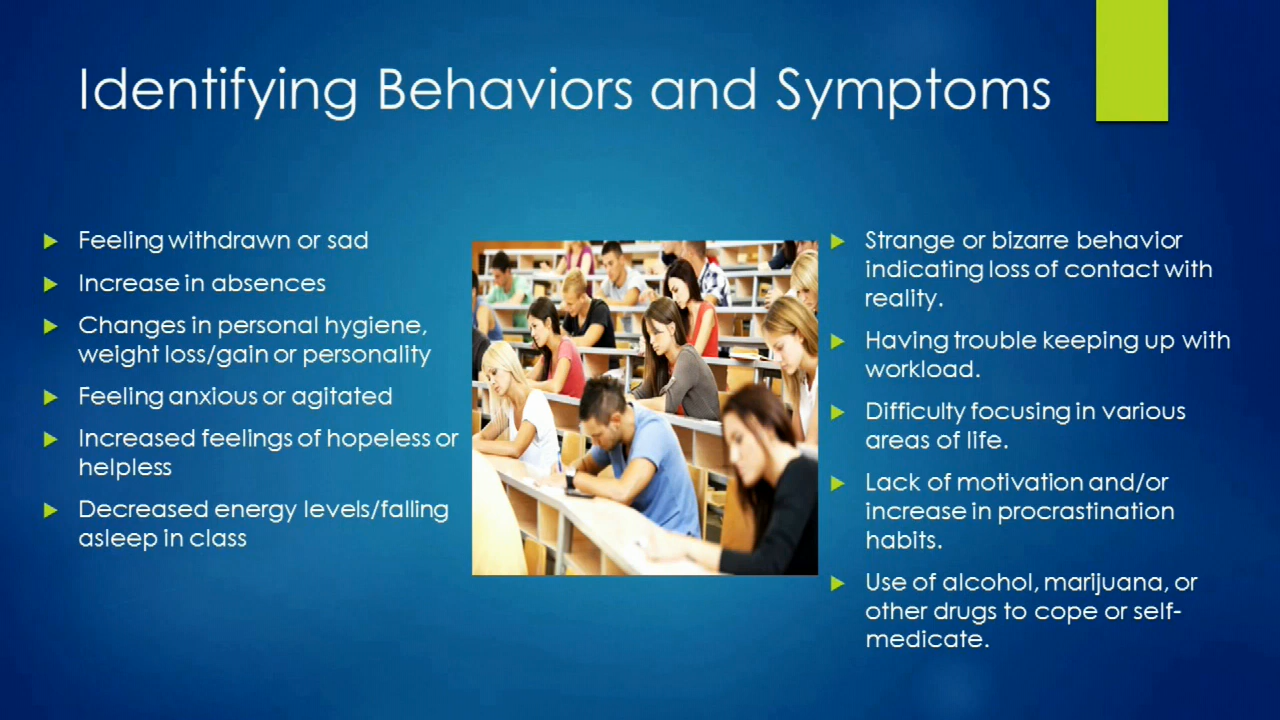 Identifying Behaviors and Symptoms
Feeling withdrawn or sad
Increase in absences
Changes in personal hygiene,
weight loss/gain or personality
Feeling anxious or agitated
Increased feelings of hopeless or
helpless
Decreased energy levels/falling
asleep in class
Strange or bizarre behavior
indicating loss of contact with
reality.
Having trouble keeping up with
workload.
Difficulty focusing in various
areas of life.
Lack of motivation and/or
increase in procrastination
habits.
Use of alcohol, marijuana, or
other drugs to cope or self-
medicate.